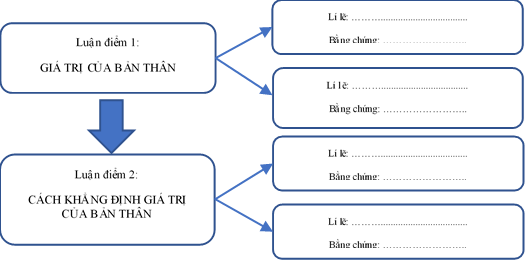 Luận điểm 1:
GIÁ TRỊ CỦA BẢN THÂN
Lí lẽ: ……....................................
Bằng chứng: ……………………..
Lí lẽ: ……....................................
Bằng chứng: ……………………..
Luận điểm 2:
CÁCH KHẲNG ĐỊNH GIÁ TRỊ
CỦA BẢN THÂN
Lí lẽ: ……....................................
Bằng chứng: ……………………..
Lí lẽ: ……....................................
Bằng chứng: ……………………..